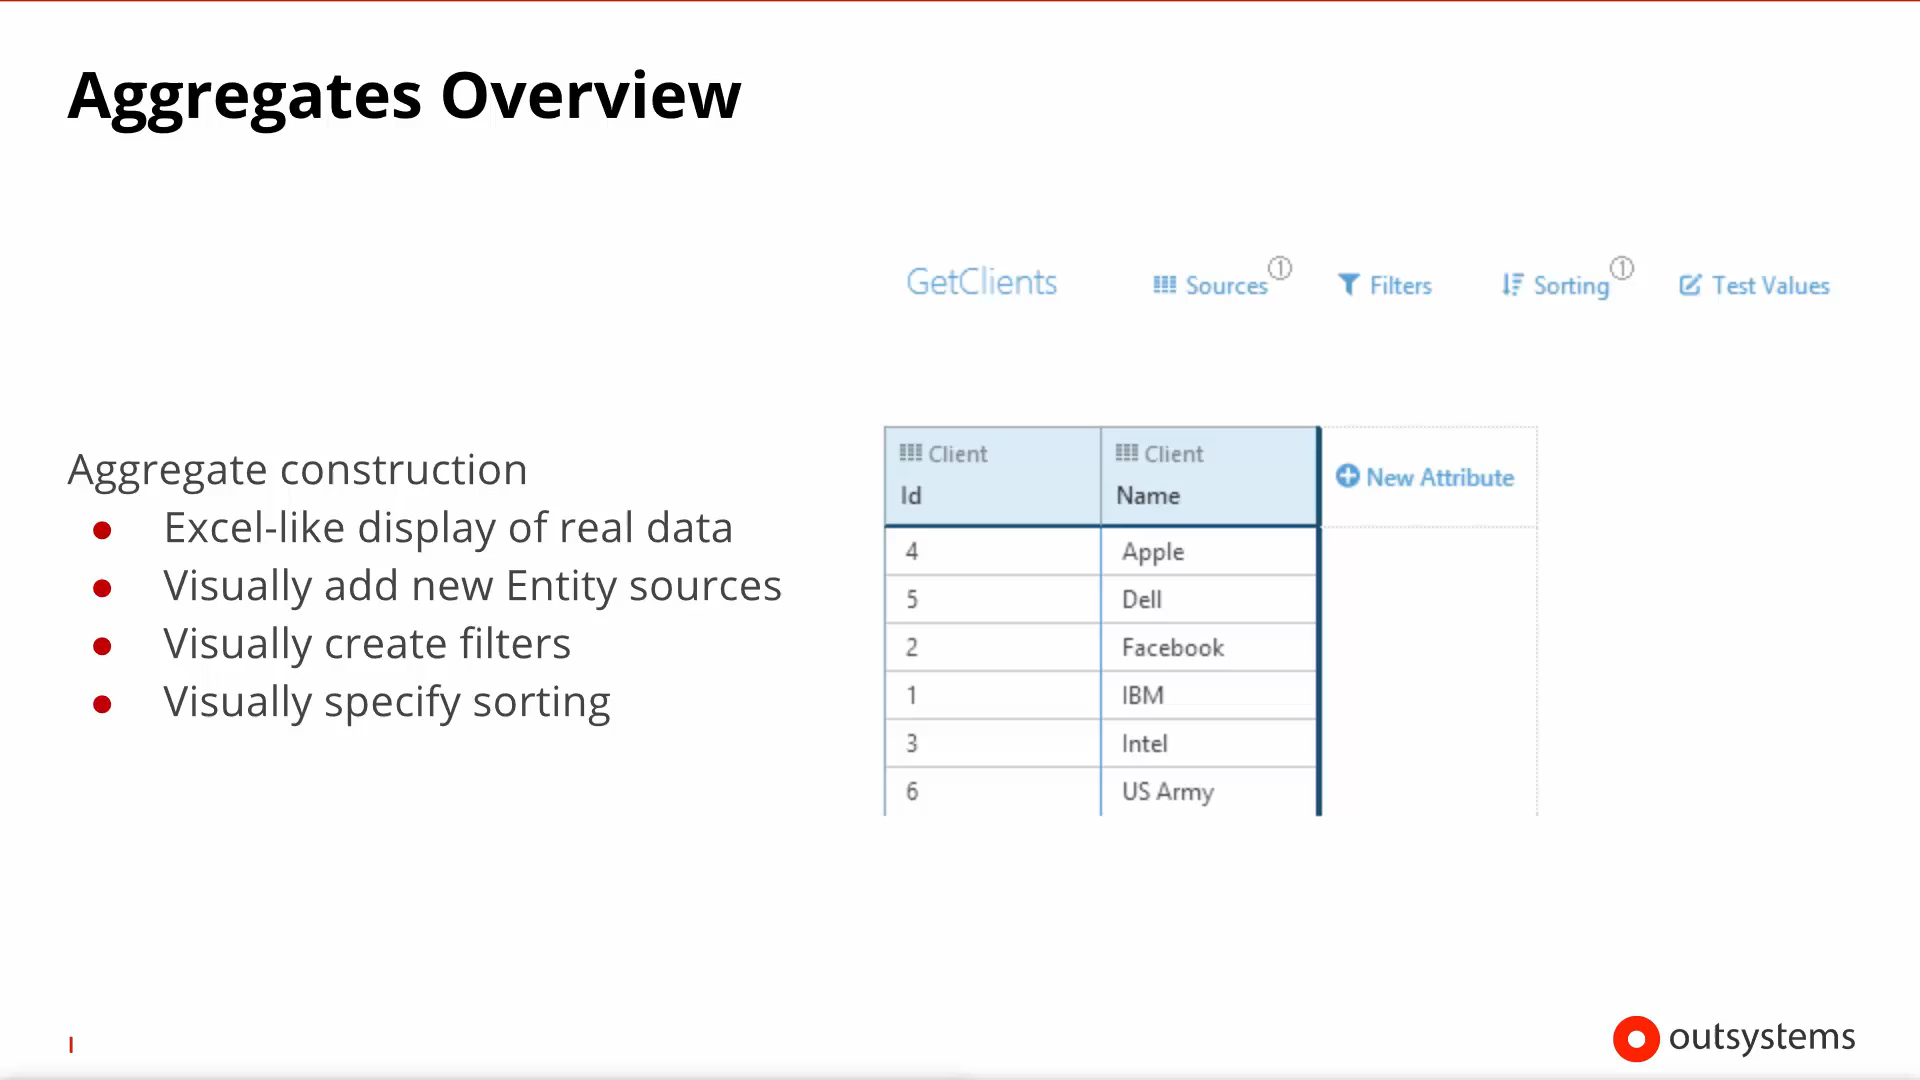 Aggregates Overview
GetClients Sources 1 Filters Sorting 1 Test Values
Aggregate construction
● Excel-like display of real data
● Visually add new Entity sources
● Visually create filters
● Visually specify sorting
Client Client
Id Name New Attribute
4 Apple
5 Dell
2 Facebook
1 IBM
3 Intel
6 US Army
outsystems